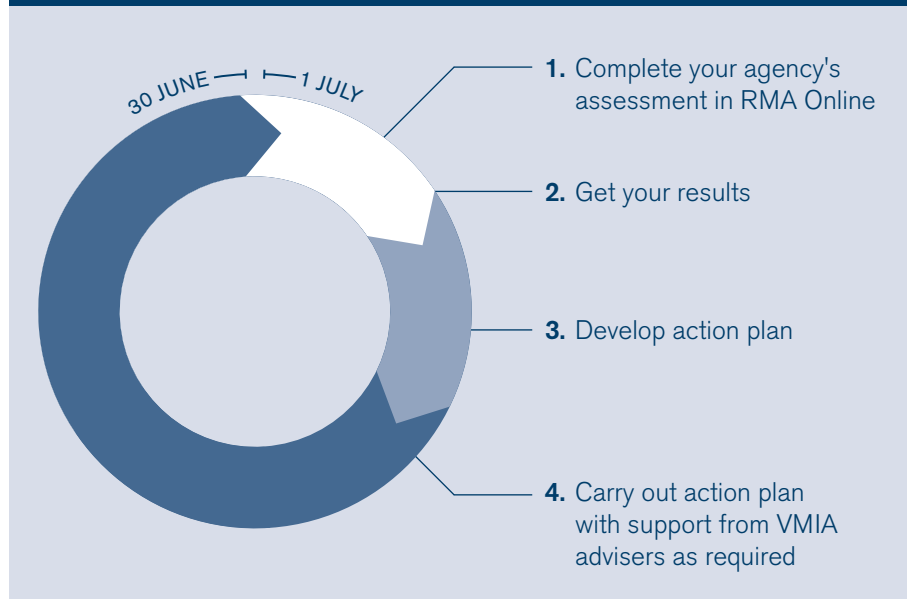 30 JUNE
1 JULY
1. Complete your agency's
assessment in RMA Online
2. Get your results
3. Develop action plan
4. Carry out action plan
with support from VMIA
advisers as required